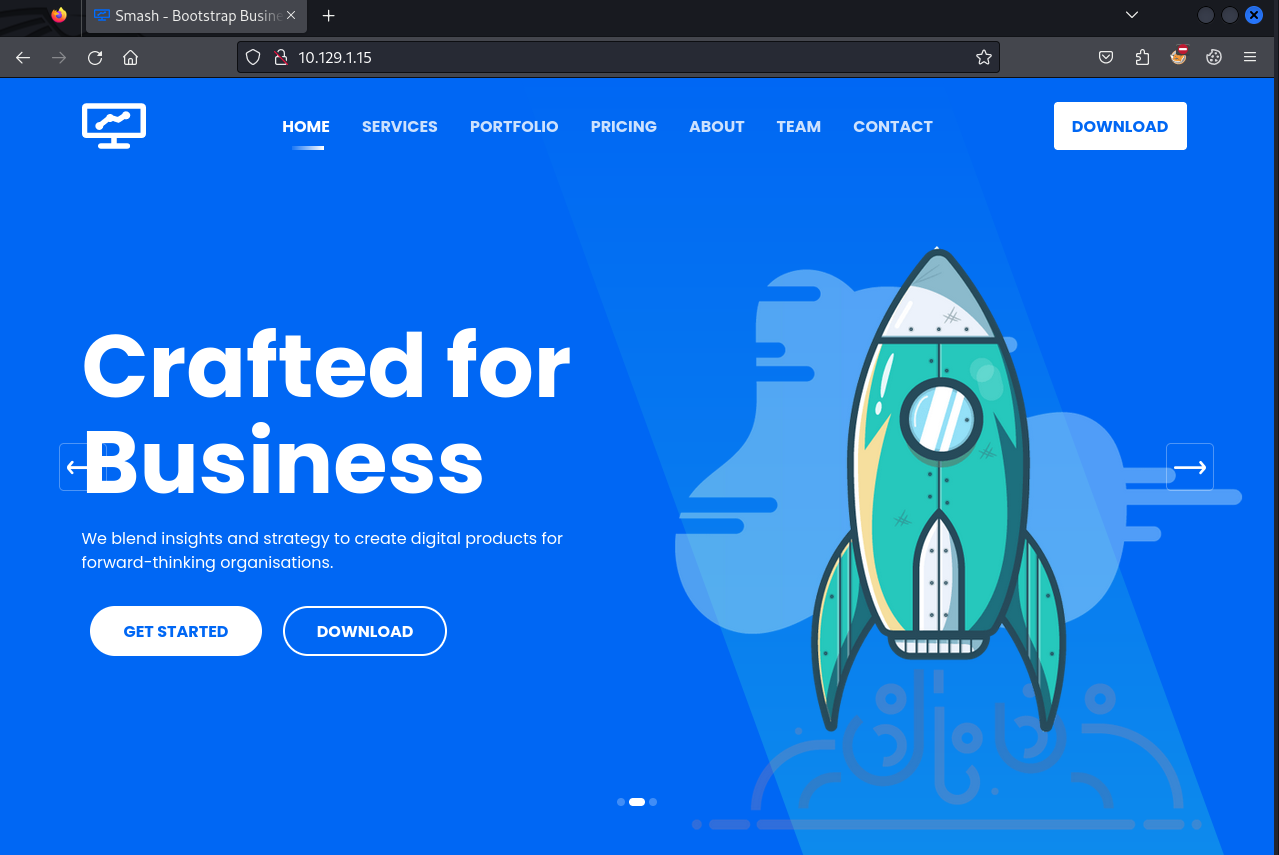 Smash - Bootstrap Busine
10.129.1.15
HOME SERVICES PORTFOLIO PRICING ABOUT TEAM CONTACT DOWNLOAD
Crafted for
Business
We blend insights and strategy to create digital products for
forward-thinking organisations.
GET STARTED DOWNLOAD